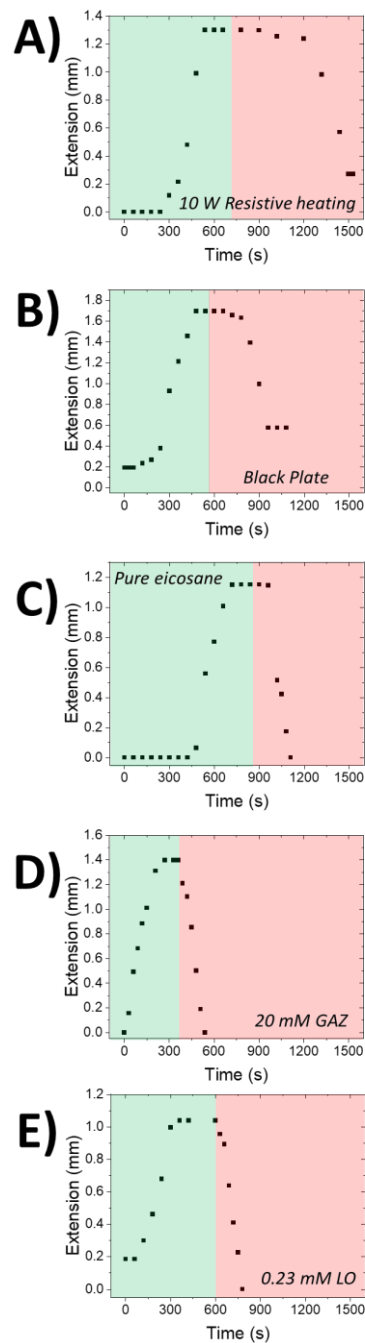 A)
Extension (mm)
1.4
1.2
1.0
0.8
0.6
0.4
0.2
0.0
10 W Resistive heating
0 300 600 900 1200 1500
Time (s)
B)
Extension (mm)
1.8
1.6
1.4
1.2
1.0
0.8
0.6
0.4
0.2
0.0
Black Plate
0 300 600 900 1200 1500
Time (s)
C)
Extension (mm)
Pure eicosane
1.2
1.0
0.8
0.6
0.4
0.2
0.0
0 300 600 900 1200 1500
Time (s)
D)
Extension (mm)
1.6
1.4
1.2
1.0
0.8
0.6
0.4
0.2
0.0
20 mM GAZ
0 300 600 900 1200 1500
Time (s)
E)
Extension (mm)
1.2
1.0
0.8
0.6
0.4
0.2
0.0
0.23 mM LO
0 300 600 900 1200 1500
Time (s)